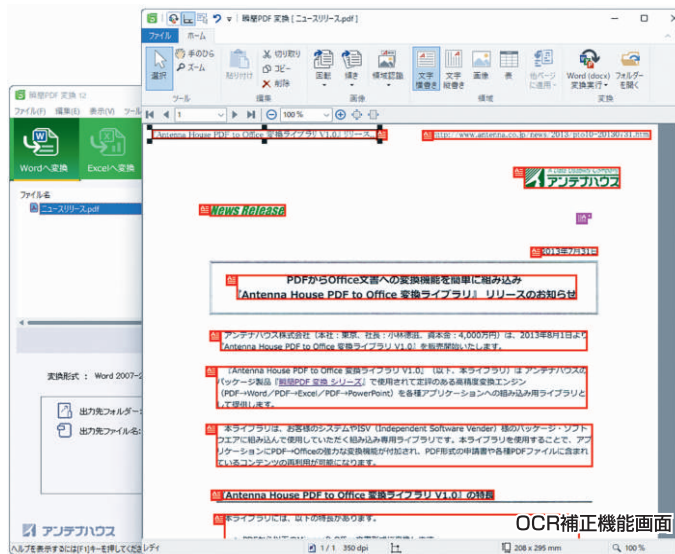 瞬簡PDF 変換 [ニュースリリース.pdf]
ファイル ホーム
選択
手のひら
ズーム
ツール
貼り付け
切り取り
コピー
削除
編集
回転
傾き
領域認識
画像
文字横書き
文字縦書き
画像
表
他ページに適用
領域
Word (docx)変換実行
フォルダーを開く
変換
1
100%
瞬簡PDF 変換 12
ファイル(F) 編集(E) 表示(V) ツール
Wordへ変換
Excelへ変換
ファイル名
ニュースリリース.pdf
変換形式 : Word 2007-2
出力先フォルダー:
出力先ファイル名:
アンテナハウス
ヘルプを表示するには[F1]キーを押してくださ
Antenna House PDF to Office 変換ライブラリ V1.0』リリース
http://www.antenna.co.jp/news/2013/pto10-20130731.html
アンテナハウス
News Release
2013年7月31日
PDFからOffice文書への変換機能を簡単に組み込み
『Antenna House PDF to Office 変換ライブラリ』 リリースのお知らせ
アンテナハウス株式会社（本社：東京、社長：小林徳滋、資本金：4,000万円）は、2013年8月1日より
『Antenna House PDF to Office 変換ライブラリ V1.0』を販売開始いたします。
『Antenna House PDF to Office 変換ライブラリ V1.0』（以下、本ライブラリ）は アンテナハウスの
パッケージ製品『瞬簡PDF 変換 シリーズ』で使用されて定評のある高精度変換エンジン
（PDF→Word／PDF→Excel／PDF→PowerPoint）を各種アプリケーションへの組み込み用ライブラリと
して提供します。
本ライブラリは、お客様のシステムやISV（Independent Software Vender）様のパッケージ・ソフト
ウエアに組み込んで使用していただく組み込み専用ライブラリです。本ライブラリを使用することで、アプ
リケーションにPDF→Officeの強力な変換機能が付加され、PDF形式の申請書や各種PDFファイルに含まれ
ているコンテンツの再利用が可能になります。
『Antenna House PDF to Office 変換ライブラリ V1.0』の特長
本ライブラリには、以下の特長があります。
OCR補正機能画面
レディ
1 / 1 350 dpi
208 x 295 mm
100 %